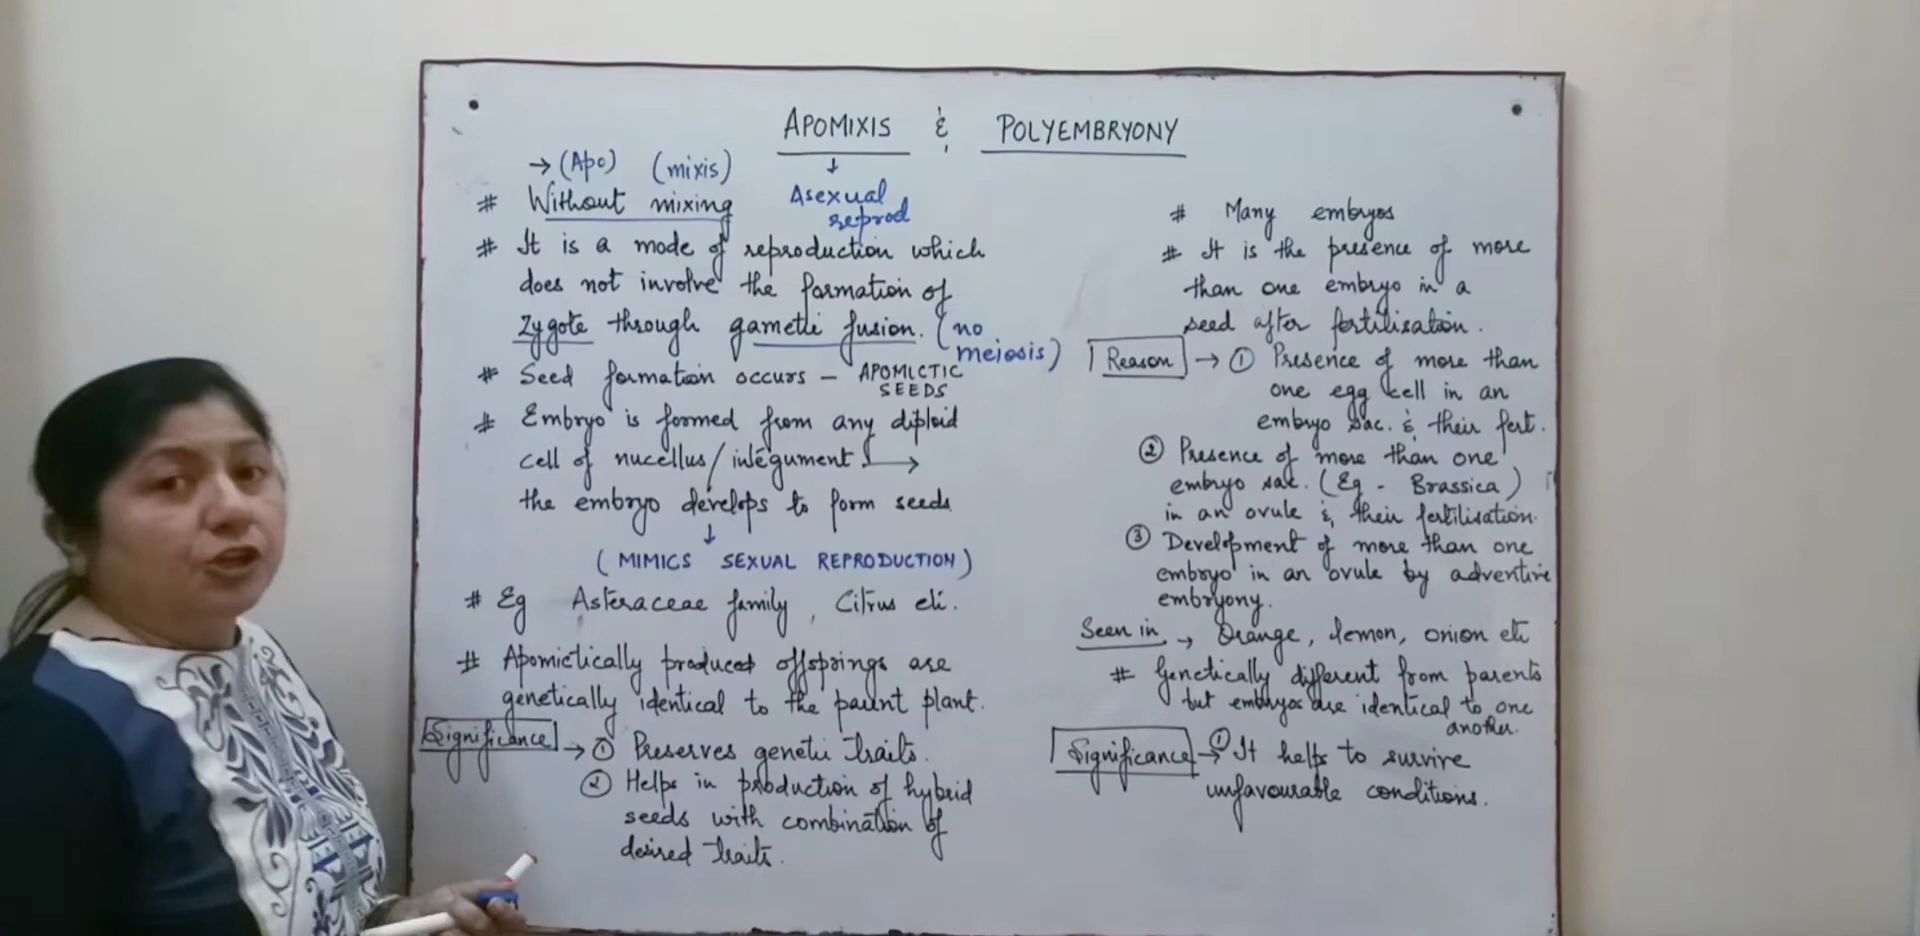 APOMIXIS & POLYEMBRYONY
→ (Apo) (mixis)
# Without mixing
↓
Asexual
reprod
# It is a mode of reproduction which
does not involve the formation of
Zygote through gametic fusion. (no
meiosis)
# Seed formation occurs – APOMICTIC
SEEDS
# Embryo is formed from any diploid
cell of nucellus/integument →
the embryo develops to form seeds
↓
(MIMICS SEXUAL REPRODUCTION)
# Eg Asteraceae family, Citrus etc.
# Apomictically produced offsprings are
genetically identical to the parent plant.
Significance → ① Preserves genetic traits.
② Helps in production of hybrid
seeds with combination of
desired traits.
# Many embryos
# It is the presence of more
than one embryo in a
seed after fertilisation.
Reason → ① Presence of more than
one egg cell in an
embryo sac. & their fert.
② Presence of more than one
embryo sac. (Eg - Brassica)
in an ovule & their fertilisation.
③ Development of more than one
embryo in an ovule by adventive
embryony.
Seen in → Orange, lemon, onion etc
# Genetically different from parents
but embryos are identical to one
another.
Significance → ① It helps to survive
unfavourable conditions.